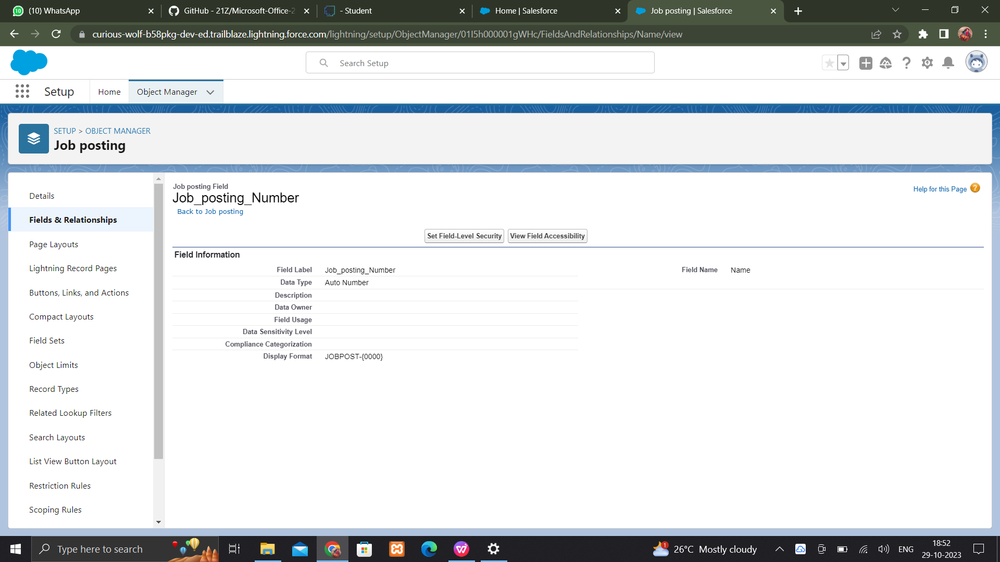 (10) WhatsApp
GitHub - 21Z/Microsoft-Office-2
- Student
Home | Salesforce
Job posting | Salesforce
curious-wolf-b58pkg-dev-ed.trailblaze.lightning.force.com/lightning/setup/ObjectManager/01I5h000001gWHc/FieldsAndRelationships/Name/view
Search Setup
Setup
Home
Object Manager
SETUP > OBJECT MANAGER
Job posting
Details
Fields & Relationships
Page Layouts
Lightning Record Pages
Buttons, Links, and Actions
Compact Layouts
Field Sets
Object Limits
Record Types
Related Lookup Filters
Search Layouts
List View Button Layout
Restriction Rules
Scoping Rules
Job posting Field
Job_posting_Number
Back to Job posting
Help for this Page ?
Set Field-Level Security
View Field Accessibility
Field Information
Field Label Job_posting_Number
Field Name Name
Data Type Auto Number
Description
Data Owner
Field Usage
Data Sensitivity Level
Compliance Categorization
Display Format JOBPOST-{0000}
Type here to search
1
26°C Mostly cloudy
ENG
18:52
29-10-2023